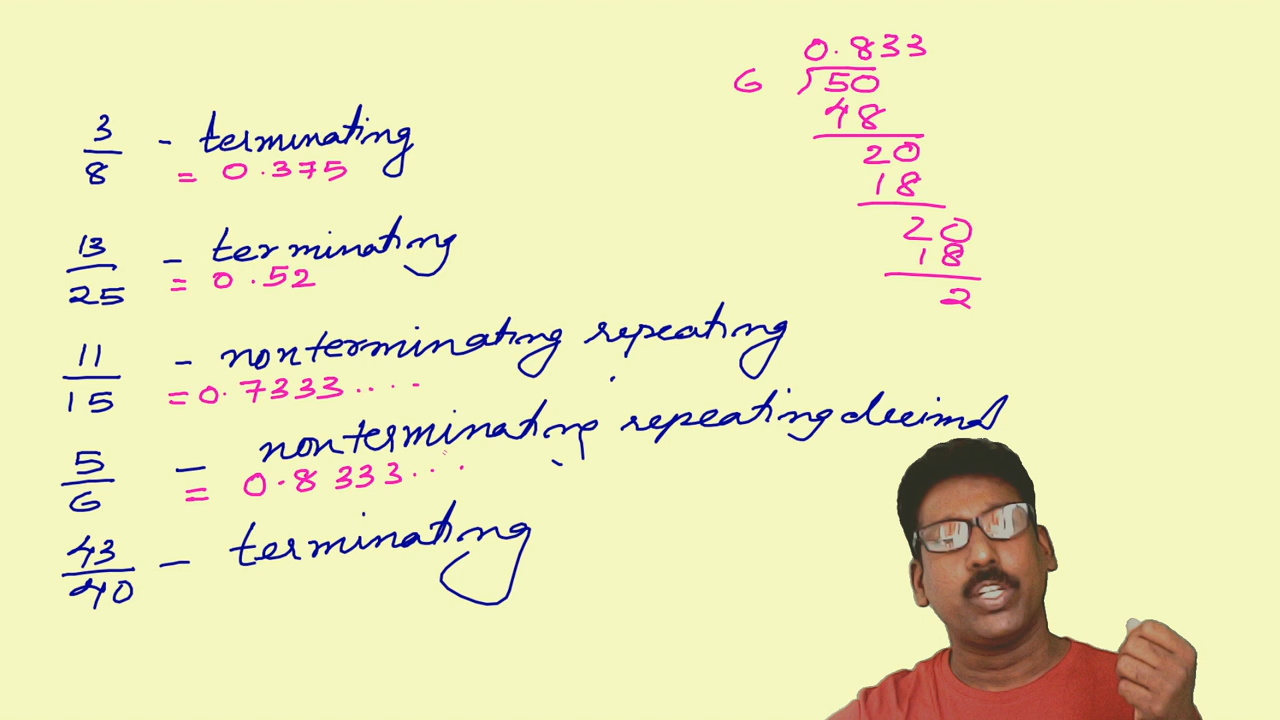 3/8 - terminating
= 0.375
13/25 - terminating
= 0.52
11/15 - nonterminating repeating
= 0.7333....
5/6 - nonterminating repeating decimal
= 0.8333...
43/40 - terminating
0.833
6 ) 50
48
20
18
20
18
2